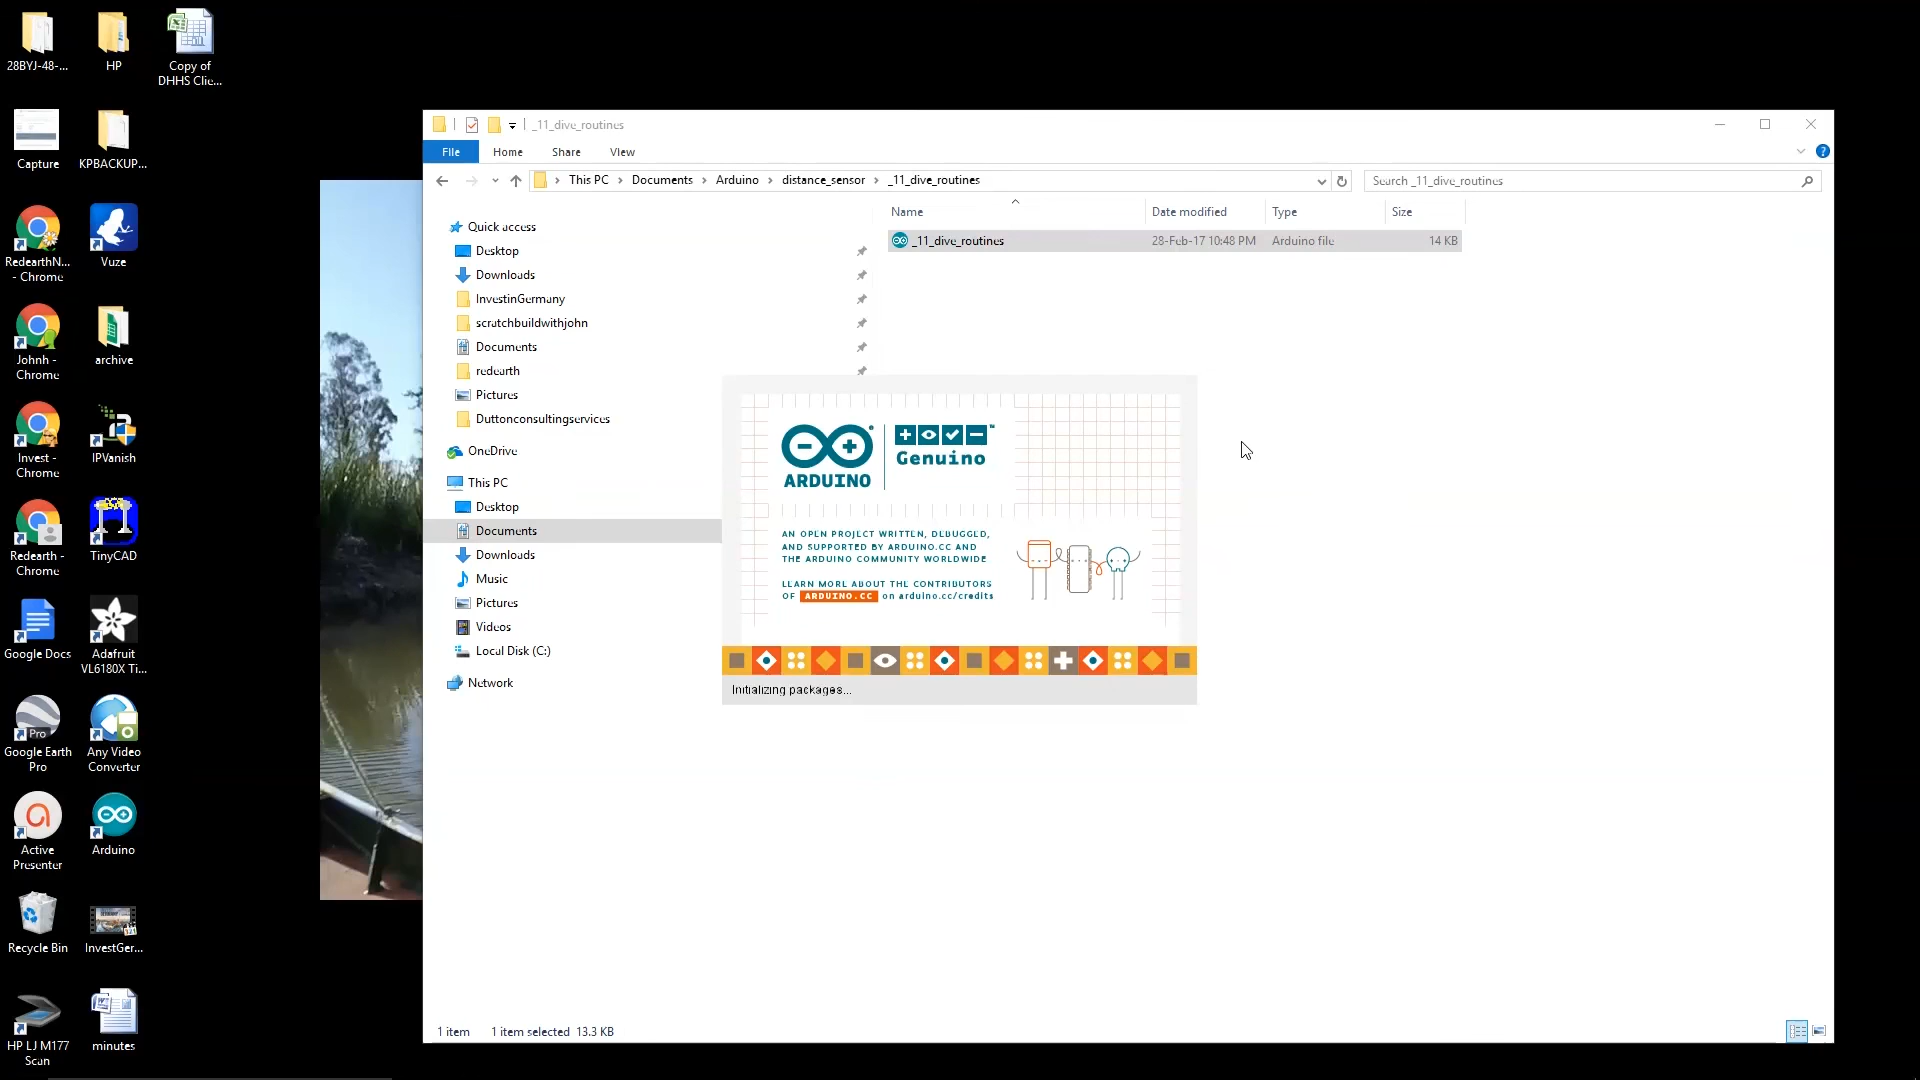 28BYJ-48-...
HP
Copy of
DHHS Clie...
Capture
KPBACKUP...
RedearthN...
- Chrome
Vuze
Johnh -
Chrome
archive
Invest -
Chrome
IPVanish
Redearth -
Chrome
TinyCAD
Google Docs
Adafruit
VL6180X Ti...
Pro
Google Earth
Pro
Any Video
Converter
Active
Presenter
Arduino
Recycle Bin
InvestGer...
HP LJ M177
Scan
minutes
_11_dive_routines
File
Home
Share
View
This PC
Documents
Arduino
distance_sensor
_11_dive_routines
Search _11_dive_routines
Name
Date modified
Type
Size
_11_dive_routines
28-Feb-17 10:48 PM
Arduino file
14 KB
Quick access
Desktop
Downloads
InvestinGermany
scratchbuildwithjohn
Documents
redearth
Pictures
Duttonconsultingservices
OneDrive
This PC
Desktop
Documents
Downloads
Music
Pictures
Videos
Local Disk (C:)
Network
ARDUINO
Genuino
™
AN OPEN PROJECT WRITTEN, DEBUGGED,
AND SUPPORTED BY ARDUINO.CC AND
THE ARDUINO COMMUNITY WORLDWIDE
LEARN MORE ABOUT THE CONTRIBUTORS
OF ARDUINO.CC on arduino.cc/credits
Initializing packages...
1 item
1 item selected 13.3 KB